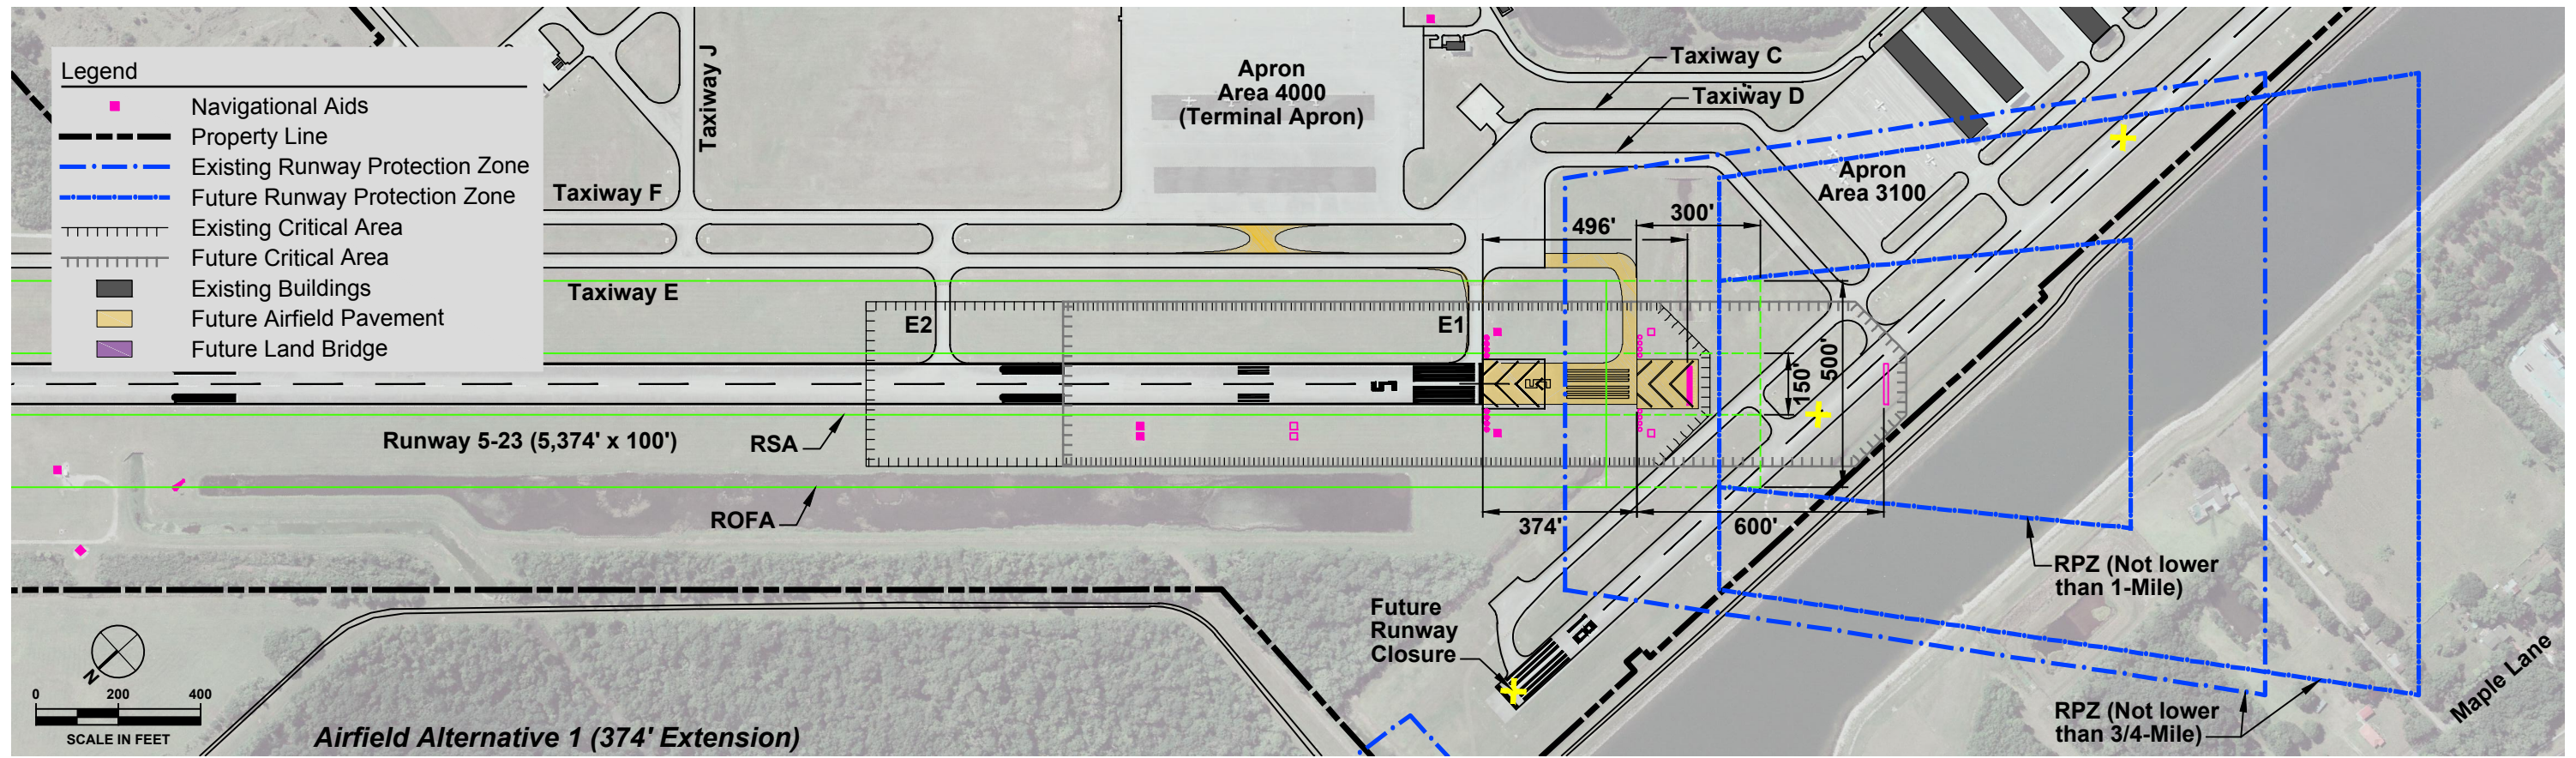 Legend
Navigational Aids
Property Line
Existing Runway Protection Zone
Future Runway Protection Zone
Existing Critical Area
Future Critical Area
Existing Buildings
Future Airfield Pavement
Future Land Bridge
Taxiway J
Apron
Area 4000
(Terminal Apron)
Taxiway C
Taxiway D
Apron
Area 3100
Taxiway F
Taxiway E
E2
E1
496'
300'
150'
500'
5
Runway 5-23 (5,374' x 100')
RSA
ROFA
374'
600'
RPZ (Not lower
than 1-Mile)
Future
Runway
Closure
RPZ (Not lower
than 3/4-Mile)
Maple Lane
N
0 200 400
SCALE IN FEET
Airfield Alternative 1 (374' Extension)